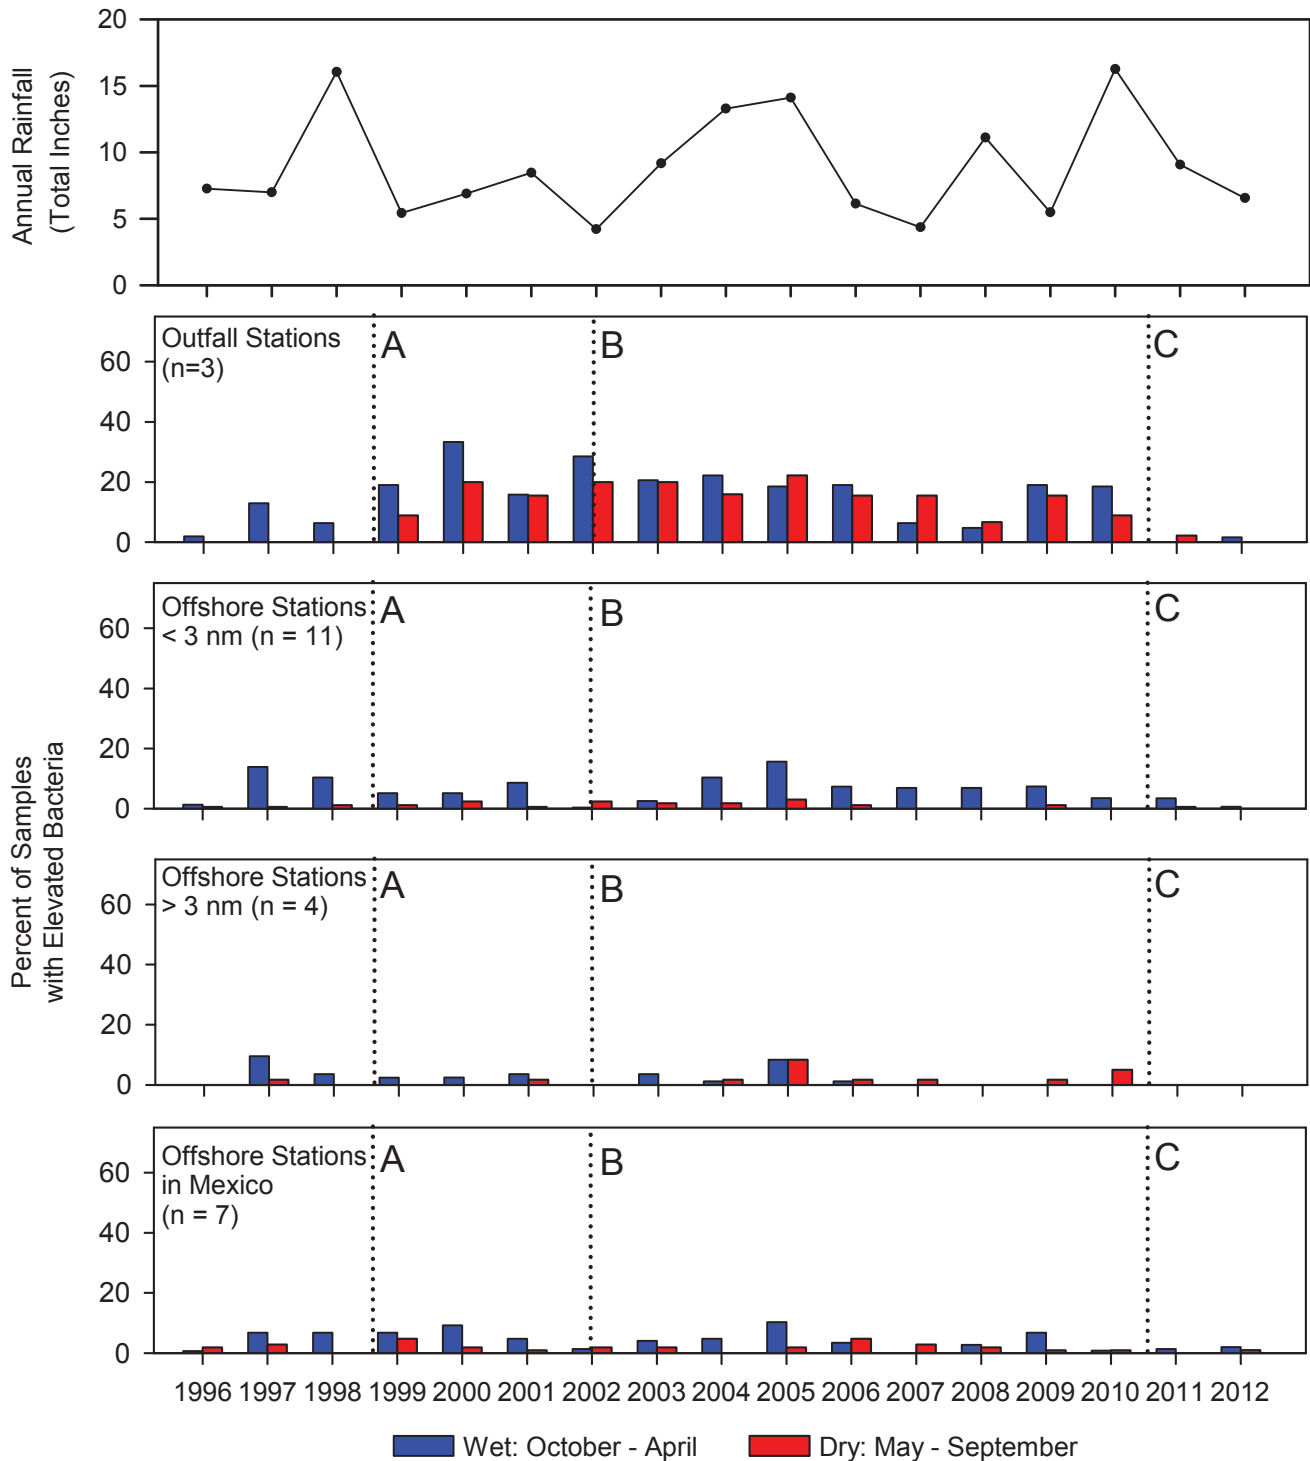 Annual Rainfall
(Total Inches)
20
15
10
5
0
Outfall Stations
(n=3)
A
B
C
60
40
20
0
Percent of Samples
with Elevated Bacteria
Offshore Stations
< 3 nm (n = 11)
A
B
C
60
40
20
0
Offshore Stations
> 3 nm (n = 4)
A
B
C
60
40
20
0
Offshore Stations
in Mexico
(n = 7)
A
B
C
60
40
20
0
1996 1997 1998 1999 2000 2001 2002 2003 2004 2005 2006 2007 2008 2009 2010 2011 2012
Wet: October - April
Dry: May - September